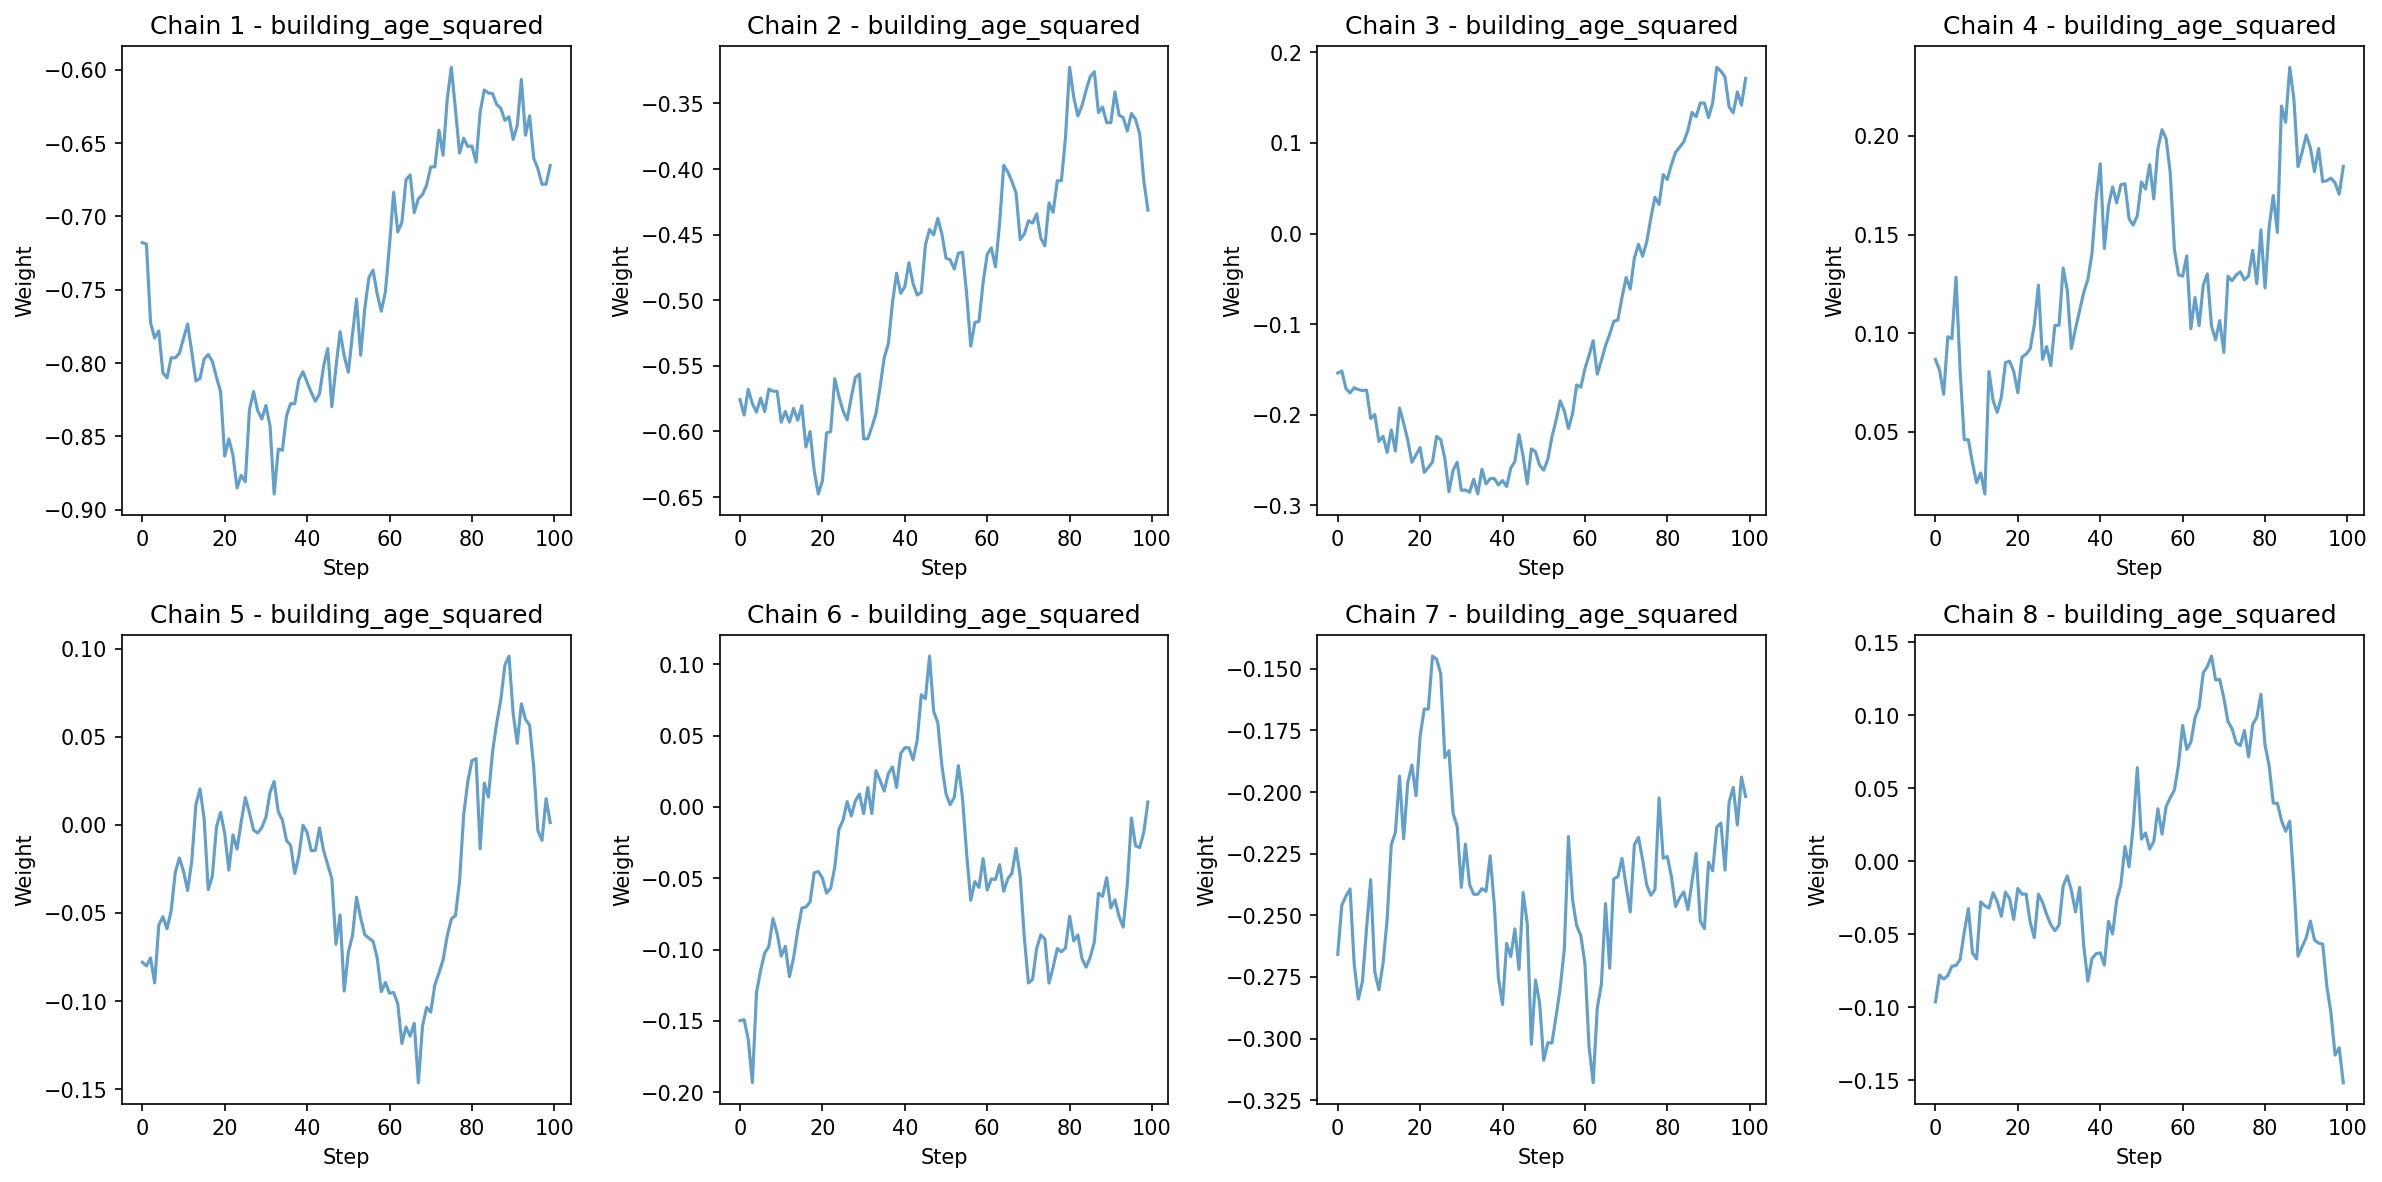 Chain 1 - building_age_squared
−0.60
−0.65
−0.70
−0.75
−0.80
−0.85
−0.90
Weight
0 20 40 60 80 100
Step
Chain 2 - building_age_squared
−0.35
−0.40
−0.45
−0.50
−0.55
−0.60
−0.65
Weight
0 20 40 60 80 100
Step
Chain 3 - building_age_squared
0.2
0.1
0.0
−0.1
−0.2
−0.3
Weight
0 20 40 60 80 100
Step
Chain 4 - building_age_squared
0.20
0.15
0.10
0.05
Weight
0 20 40 60 80 100
Step
Chain 5 - building_age_squared
0.10
0.05
0.00
−0.05
−0.10
−0.15
Weight
0 20 40 60 80 100
Step
Chain 6 - building_age_squared
0.10
0.05
0.00
−0.05
−0.10
−0.15
−0.20
Weight
0 20 40 60 80 100
Step
Chain 7 - building_age_squared
−0.150
−0.175
−0.200
−0.225
−0.250
−0.275
−0.300
−0.325
Weight
0 20 40 60 80 100
Step
Chain 8 - building_age_squared
0.15
0.10
0.05
0.00
−0.05
−0.10
−0.15
Weight
0 20 40 60 80 100
Step